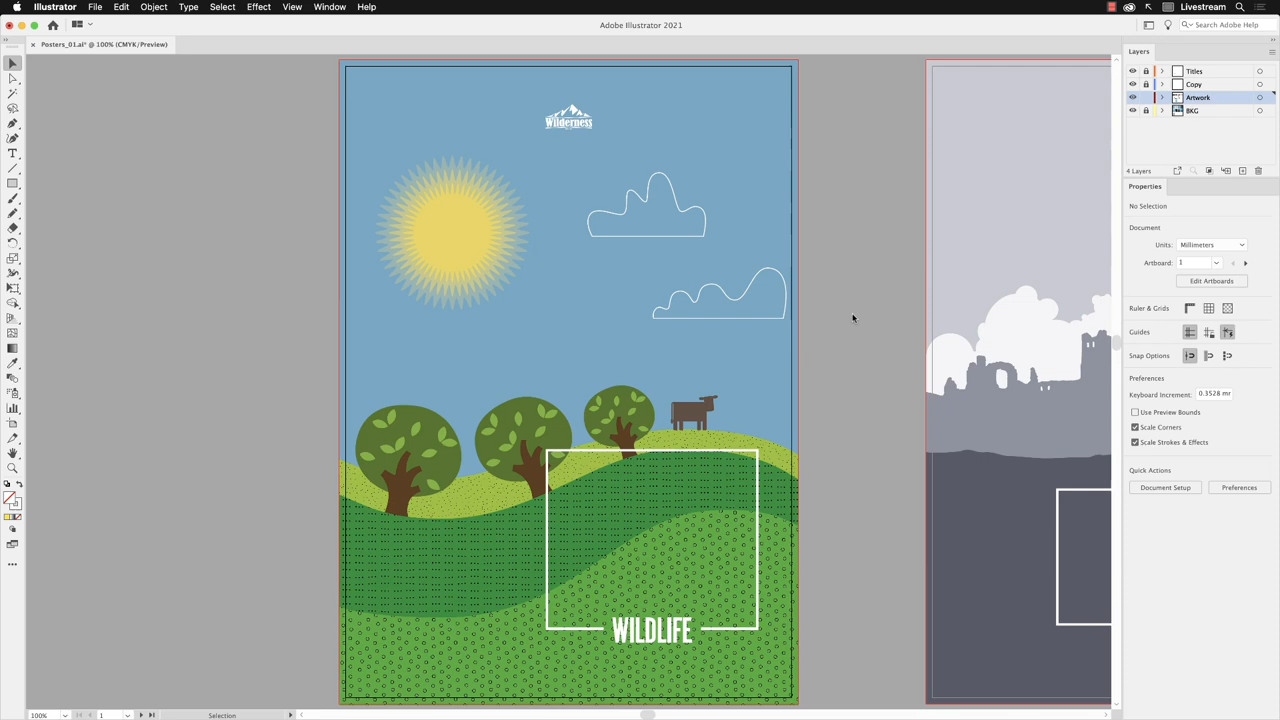 Illustrator File Edit Object Type Select Effect View Window Help Livestream
Adobe Illustrator 2021
Search Adobe Help
Posters_01.ai* @ 100% (CMYK/Preview)
Layers
Titles
Copy
Artwork
BKG
4 Layers
Properties
No Selection
Document
Units: Millimeters
Artboard: 1
Edit Artboards
Ruler & Grids
Guides
Snap Options
Preferences
Keyboard Increment: 0.3528 mr
Use Preview Bounds
Scale Corners
Scale Strokes & Effects
Quick Actions
Document Setup Preferences
Wilderness
WILDLIFE
100% 1 Selection